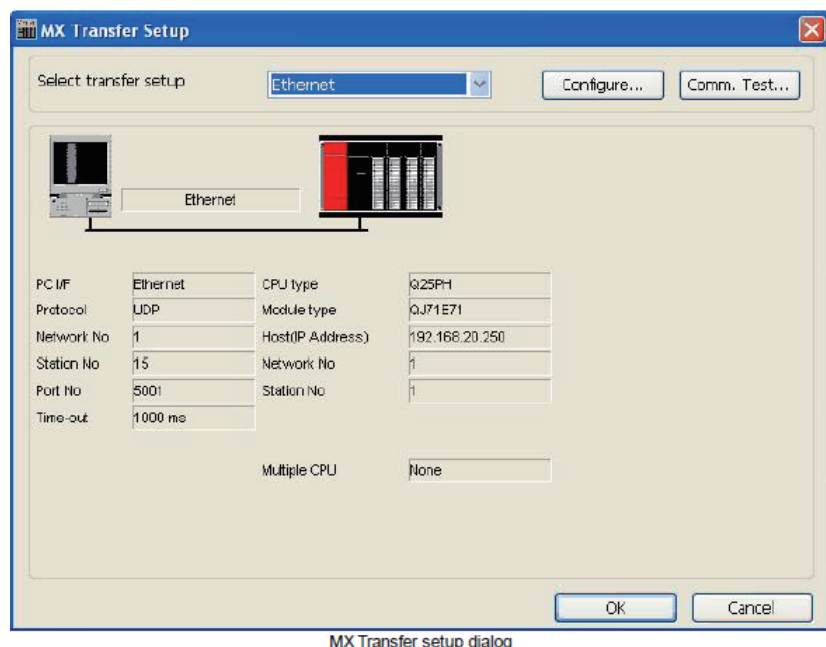 MX Transfer Setup
Select transfer setup Ethernet Configure... Comm. Test...
Ethernet
PC I/F Ethernet CPU type Q25PH
Protocol UDP Module type QJ71E71
Network No 1 Host(IP Address) 192.168.20.250
Station No 15 Network No 1
Port No 5001 Station No 1
Time-out 1000 ms
Multiple CPU None
OK Cancel
MX Transfer setup dialog